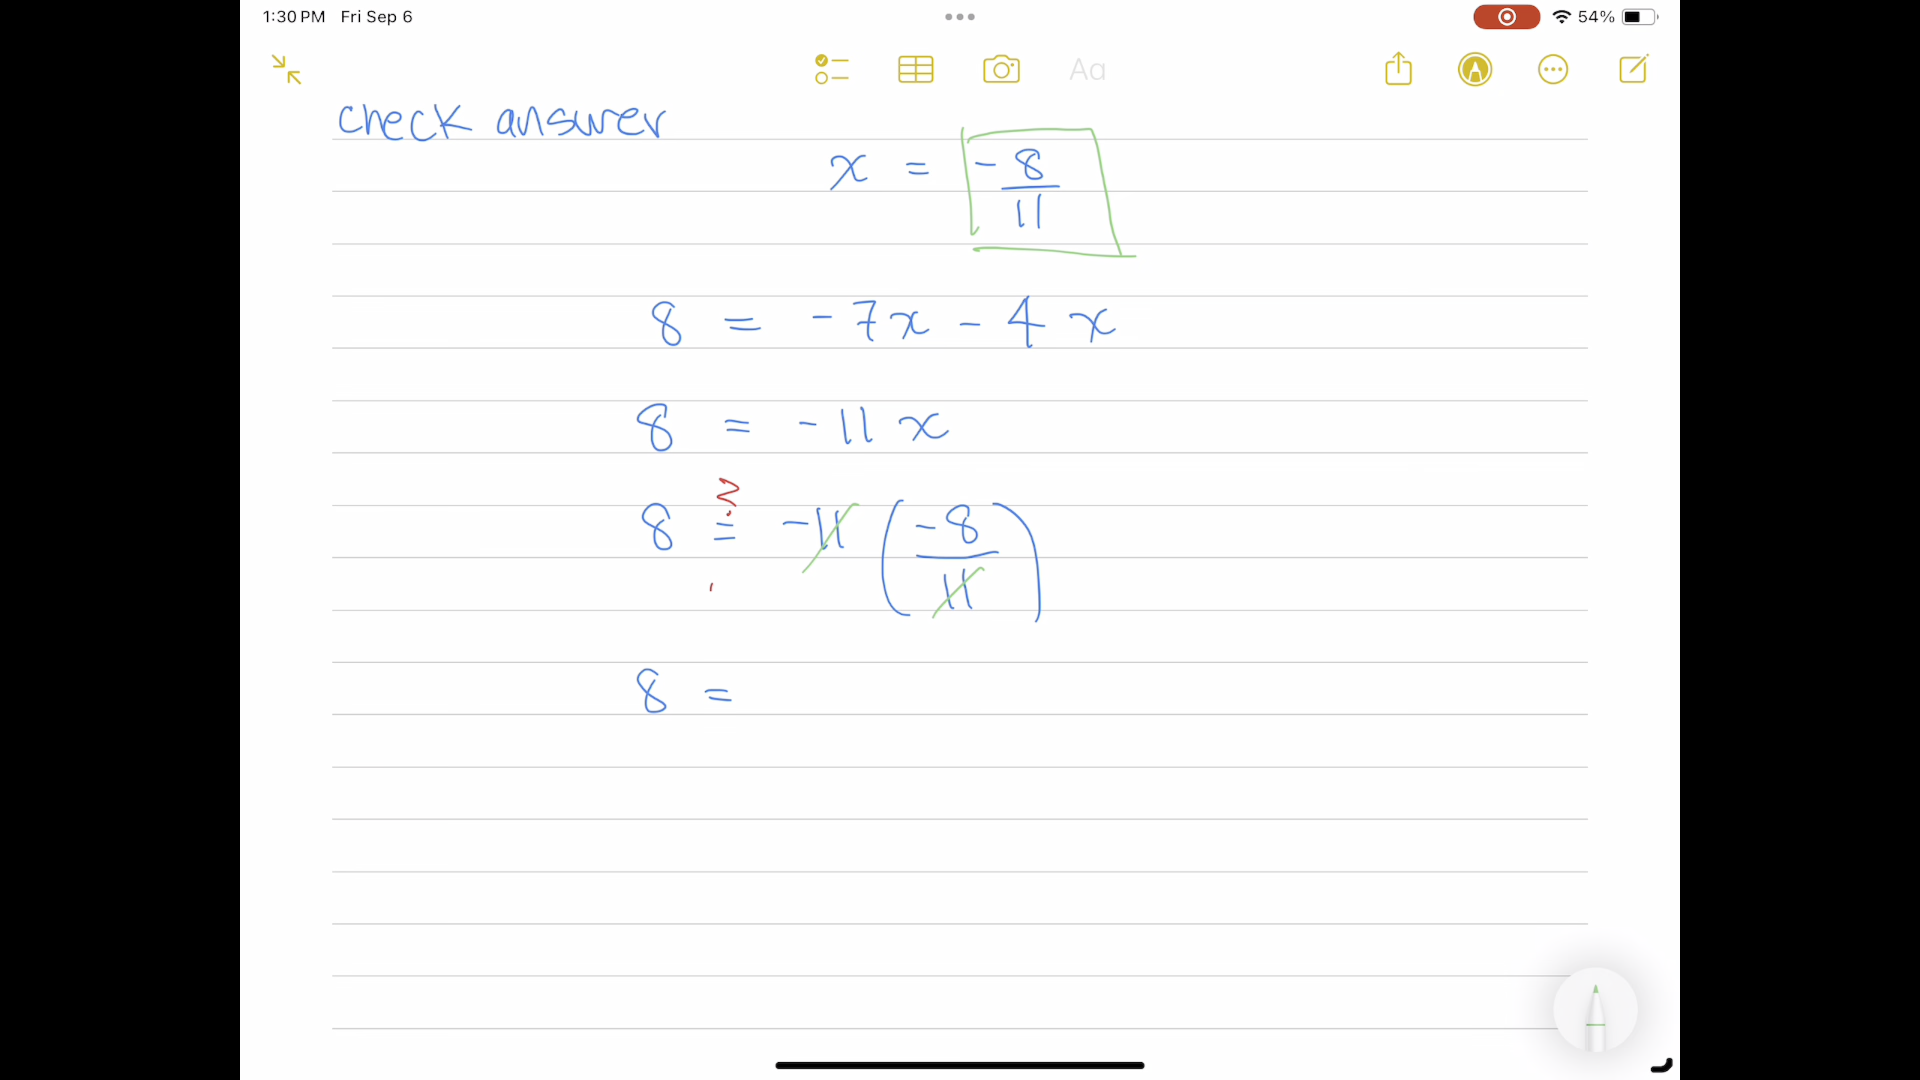 1:30 PM Fri Sep 6 54%
Aa
check answer
x = -8/11
8 = -7x - 4x
8 = -11x
8 ≟ -11(-8/11)
8 =